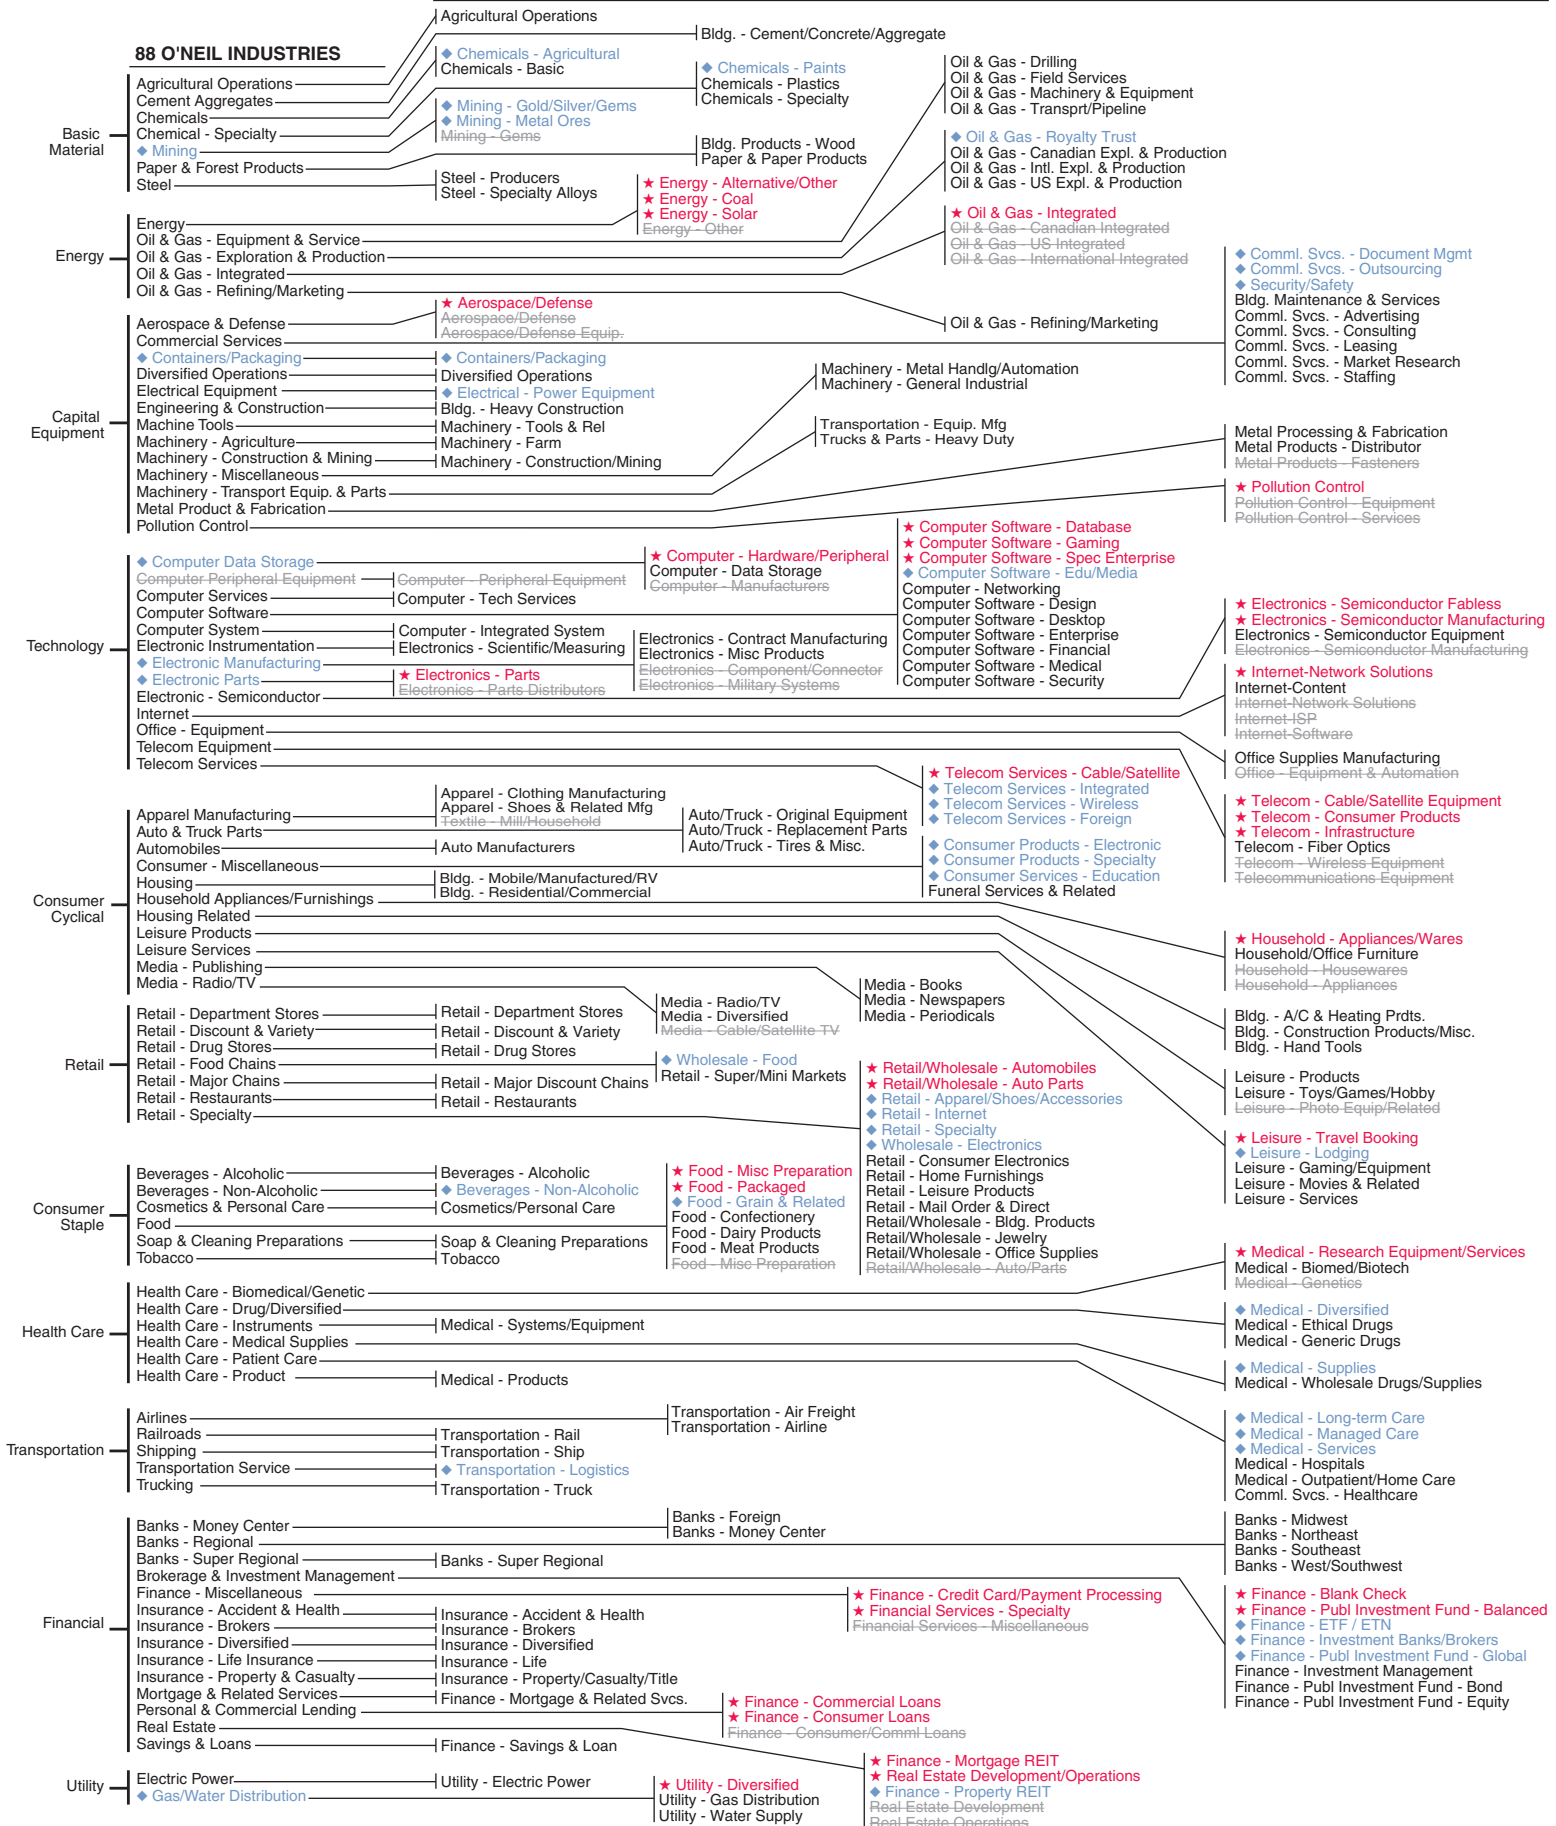 88 O'NEIL INDUSTRIES
Basic
Material
Agricultural Operations
Cement Aggregates
Chemicals
Chemical - Specialty
◆ Mining
Paper & Forest Products
Steel
Agricultural Operations
Bldg. - Cement/Concrete/Aggregate
◆ Chemicals - Agricultural
Chemicals - Basic
◆ Chemicals - Paints
Chemicals - Plastics
Chemicals - Specialty
◆ Mining - Gold/Silver/Gems
◆ Mining - Metal Ores
Mining - Gems
Bldg. Products - Wood
Paper & Paper Products
Steel - Producers
Steel - Specialty Alloys
Energy
Energy
Oil & Gas - Equipment & Service
Oil & Gas - Exploration & Production
Oil & Gas - Integrated
Oil & Gas - Refining/Marketing
★ Energy - Alternative/Other
★ Energy - Coal
★ Energy - Solar
Energy - Other
Oil & Gas - Drilling
Oil & Gas - Field Services
Oil & Gas - Machinery & Equipment
Oil & Gas - Transprt/Pipeline
◆ Oil & Gas - Royalty Trust
Oil & Gas - Canadian Expl. & Production
Oil & Gas - Intl. Expl. & Production
Oil & Gas - US Expl. & Production
★ Oil & Gas - Integrated
Oil & Gas - Canadian Integrated
Oil & Gas - US Integrated
Oil & Gas - International Integrated
Oil & Gas - Refining/Marketing
Capital
Equipment
Aerospace & Defense
Commercial Services
◆ Containers/Packaging
Diversified Operations
Electrical Equipment
Engineering & Construction
Machine Tools
Machinery - Agriculture
Machinery - Construction & Mining
Machinery - Miscellaneous
Machinery - Transport Equip. & Parts
Metal Product & Fabrication
Pollution Control
★ Aerospace/Defense
Aerospace/Defense
Aerospace/Defense Equip.
◆ Comml. Svcs. - Document Mgmt
◆ Comml. Svcs. - Outsourcing
◆ Security/Safety
Bldg. Maintenance & Services
Comml. Svcs. - Advertising
Comml. Svcs. - Consulting
Comml. Svcs. - Leasing
Comml. Svcs. - Market Research
Comml. Svcs. - Staffing
◆ Containers/Packaging
Diversified Operations
◆ Electrical - Power Equipment
Bldg. - Heavy Construction
Machinery - Tools & Rel
Machinery - Farm
Machinery - Construction/Mining
Machinery - Metal Handlg/Automation
Machinery - General Industrial
Transportation - Equip. Mfg
Trucks & Parts - Heavy Duty
Metal Processing & Fabrication
Metal Products - Distributor
Metal Products - Fasteners
★ Pollution Control
Pollution Control - Equipment
Pollution Control - Services
Technology
◆ Computer Data Storage
Computer Peripheral Equipment
Computer Services
Computer Software
Computer System
Electronic Instrumentation
◆ Electronic Manufacturing
◆ Electronic Parts
Electronic - Semiconductor
Internet
Office - Equipment
Telecom Equipment
Telecom Services
★ Computer - Hardware/Peripheral
Computer - Data Storage
Computer - Manufacturers
Computer - Peripheral Equipment
Computer - Tech Services
★ Computer Software - Database
★ Computer Software - Gaming
★ Computer Software - Spec Enterprise
◆ Computer Software - Edu/Media
Computer - Networking
Computer Software - Design
Computer Software - Desktop
Computer Software - Enterprise
Computer Software - Financial
Computer Software - Medical
Computer Software - Security
Computer - Integrated System
Electronics - Scientific/Measuring
Electronics - Contract Manufacturing
Electronics - Misc Products
Electronics - Component/Connector
Electronics - Military Systems
★ Electronics - Parts
Electronics - Parts Distributors
★ Electronics - Semiconductor Fabless
★ Electronics - Semiconductor Manufacturing
Electronics - Semiconductor Equipment
Electronics - Semiconductor Manufacturing
★ Internet-Network Solutions
Internet-Content
Internet-Network Solutions
Internet-ISP
Internet-Software
Office Supplies Manufacturing
Office - Equipment & Automation
★ Telecom - Cable/Satellite Equipment
★ Telecom - Consumer Products
★ Telecom - Infrastructure
Telecom - Fiber Optics
Telecom - Wireless Equipment
Telecommunications Equipment
★ Telecom Services - Cable/Satellite
◆ Telecom Services - Integrated
◆ Telecom Services - Wireless
◆ Telecom Services - Foreign
Consumer
Cyclical
Apparel Manufacturing
Auto & Truck Parts
Automobiles
Consumer - Miscellaneous
Housing
Household Appliances/Furnishings
Housing Related
Leisure Products
Leisure Services
Media - Publishing
Media - Radio/TV
Apparel - Clothing Manufacturing
Apparel - Shoes & Related Mfg
Textile - Mill/Household
Auto/Truck - Original Equipment
Auto/Truck - Replacement Parts
Auto/Truck - Tires & Misc.
Auto Manufacturers
◆ Consumer Products - Electronic
◆ Consumer Products - Specialty
◆ Consumer Services - Education
Funeral Services & Related
Bldg. - Mobile/Manufactured/RV
Bldg. - Residential/Commercial
★ Household - Appliances/Wares
Household/Office Furniture
Household - Housewares
Household - Appliances
Bldg. - A/C & Heating Prdts.
Bldg. - Construction Products/Misc.
Bldg. - Hand Tools
Leisure - Products
Leisure - Toys/Games/Hobby
Leisure - Photo Equip/Related
★ Leisure - Travel Booking
◆ Leisure - Lodging
Leisure - Gaming/Equipment
Leisure - Movies & Related
Leisure - Services
Media - Books
Media - Newspapers
Media - Periodicals
Media - Radio/TV
Media - Diversified
Media - Cable/Satellite TV
Retail
Retail - Department Stores
Retail - Discount & Variety
Retail - Drug Stores
Retail - Food Chains
Retail - Major Chains
Retail - Restaurants
Retail - Specialty
Retail - Department Stores
Retail - Discount & Variety
Retail - Drug Stores
◆ Wholesale - Food
Retail - Super/Mini Markets
Retail - Major Discount Chains
Retail - Restaurants
★ Retail/Wholesale - Automobiles
★ Retail/Wholesale - Auto Parts
◆ Retail - Apparel/Shoes/Accessories
◆ Retail - Internet
◆ Retail - Specialty
◆ Wholesale - Electronics
Retail - Consumer Electronics
Retail - Home Furnishings
Retail - Leisure Products
Retail - Mail Order & Direct
Retail/Wholesale - Bldg. Products
Retail/Wholesale - Jewelry
Retail/Wholesale - Office Supplies
Retail/Wholesale - Auto/Parts
Consumer
Staple
Beverages - Alcoholic
Beverages - Non-Alcoholic
Cosmetics & Personal Care
Food
Soap & Cleaning Preparations
Tobacco
Beverages - Alcoholic
◆ Beverages - Non-Alcoholic
Cosmetics/Personal Care
★ Food - Misc Preparation
★ Food - Packaged
◆ Food - Grain & Related
Food - Confectionery
Food - Dairy Products
Food - Meat Products
Food - Misc Preparation
Soap & Cleaning Preparations
Tobacco
Health Care
Health Care - Biomedical/Genetic
Health Care - Drug/Diversified
Health Care - Instruments
Health Care - Medical Supplies
Health Care - Patient Care
Health Care - Product
★ Medical - Research Equipment/Services
Medical - Biomed/Biotech
Medical - Genetics
◆ Medical - Diversified
Medical - Ethical Drugs
Medical - Generic Drugs
Medical - Systems/Equipment
◆ Medical - Supplies
Medical - Wholesale Drugs/Supplies
◆ Medical - Long-term Care
◆ Medical - Managed Care
◆ Medical - Services
Medical - Hospitals
Medical - Outpatient/Home Care
Comml. Svcs. - Healthcare
Medical - Products
Transportation
Airlines
Railroads
Shipping
Transportation Service
Trucking
Transportation - Air Freight
Transportation - Airline
Transportation - Rail
Transportation - Ship
◆ Transportation - Logistics
Transportation - Truck
Financial
Banks - Money Center
Banks - Regional
Banks - Super Regional
Brokerage & Investment Management
Finance - Miscellaneous
Insurance - Accident & Health
Insurance - Brokers
Insurance - Diversified
Insurance - Life Insurance
Insurance - Property & Casualty
Mortgage & Related Services
Personal & Commercial Lending
Real Estate
Savings & Loans
Banks - Foreign
Banks - Money Center
Banks - Midwest
Banks - Northeast
Banks - Southeast
Banks - West/Southwest
Banks - Super Regional
★ Finance - Blank Check
★ Finance - Publ Investment Fund - Balanced
◆ Finance - ETF / ETN
◆ Finance - Investment Banks/Brokers
◆ Finance - Publ Investment Fund - Global
Finance - Investment Management
Finance - Publ Investment Fund - Bond
Finance - Publ Investment Fund - Equity
★ Finance - Credit Card/Payment Processing
★ Financial Services - Specialty
Financial Services - Miscellaneous
Insurance - Accident & Health
Insurance - Brokers
Insurance - Diversified
Insurance - Life
Insurance - Property/Casualty/Title
Finance - Mortgage & Related Svcs.
★ Finance - Commercial Loans
★ Finance - Consumer Loans
Finance - Consumer/Comml Loans
★ Finance - Mortgage REIT
★ Real Estate Development/Operations
◆ Finance - Property REIT
Real Estate Development
Real Estate Operations
Finance - Savings & Loan
Utility
Electric Power
◆ Gas/Water Distribution
Utility - Electric Power
★ Utility - Diversified
Utility - Gas Distribution
Utility - Water Supply